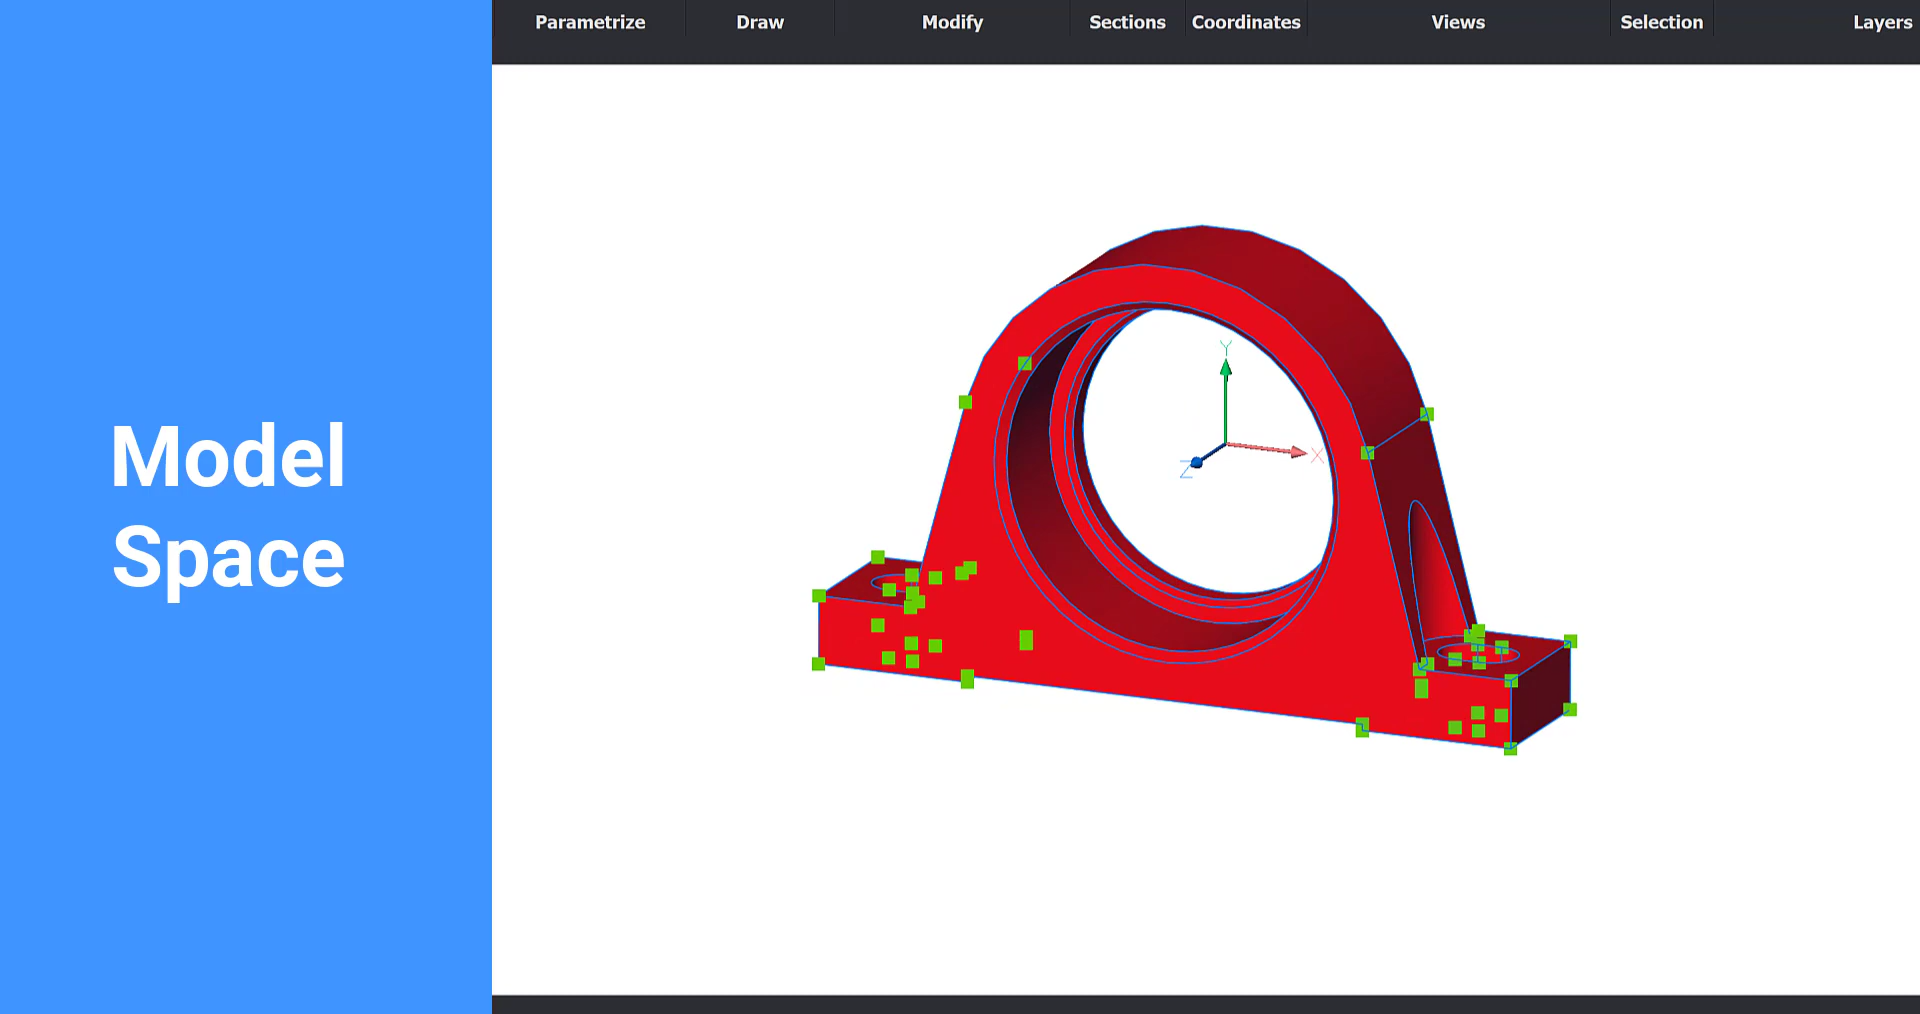 Parametrize Draw Modify Sections Coordinates Views Selection Layers
Model
Space
Y
X
Z